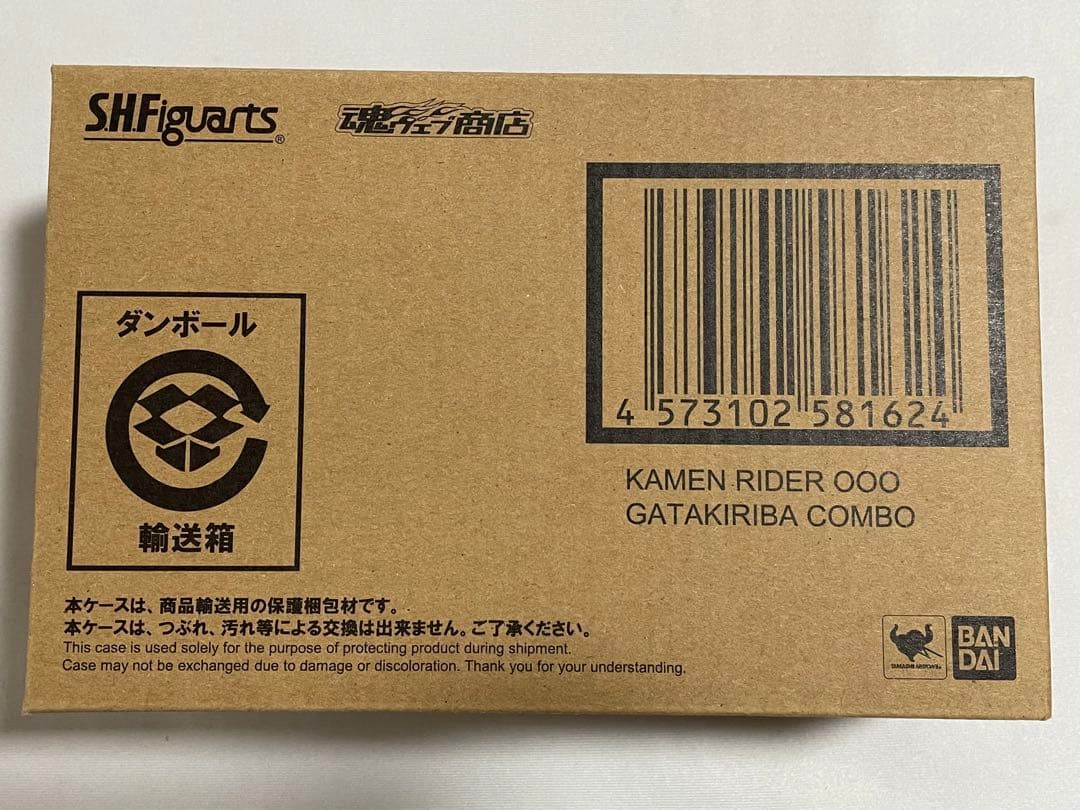 S.H.Figuarts®
魂ウェブ商店
ダンボール
輸送箱
4 573102 581624
KAMEN RIDER OOO
GATAKIRIBA COMBO
本ケースは、商品輸送用の保護梱包材です。
本ケースは、つぶれ、汚れ等による交換は出来ません。ご了承ください。
This case is used solely for the purpose of protecting product during shipment.
Case may not be exchanged due to damage or discoloration. Thank you for your understanding.
TAMASHII NATIONS
BAN
DAI